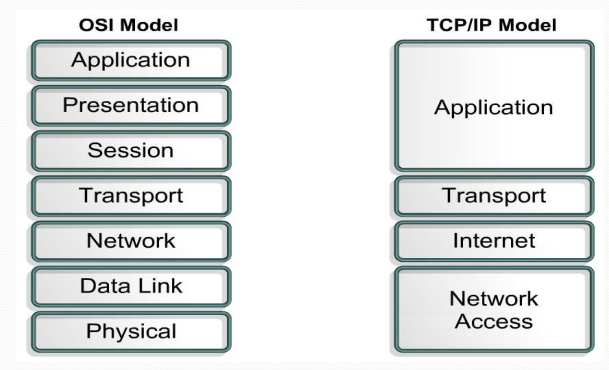 OSI Model
Application
Presentation
Session
Transport
Network
Data Link
Physical
TCP/IP Model
Application
Transport
Internet
Network
Access